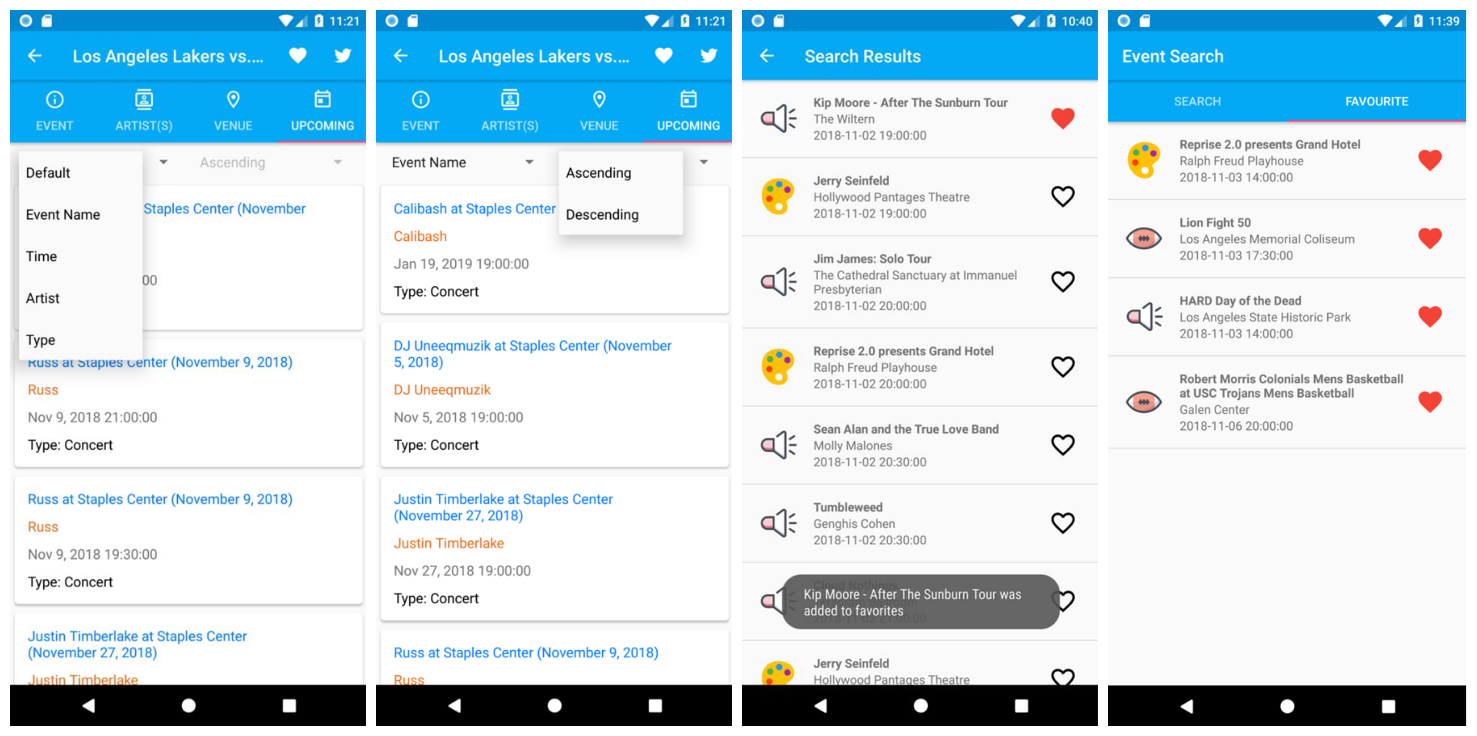 11:21
Los Angeles Lakers vs....
EVENT
ARTIST(S)
VENUE
UPCOMING
Default
Event Name
Time
Artist
Type
Ascending
Staples Center (November
00
Russ at Staples Center (November 9, 2018)
Russ
Nov 9, 2018 21:00:00
Type: Concert
Russ at Staples Center (November 9, 2018)
Russ
Nov 9, 2018 19:30:00
Type: Concert
Justin Timberlake at Staples Center
(November 27, 2018)
Justin Timberlake
11:21
Los Angeles Lakers vs....
EVENT
ARTIST(S)
VENUE
UPCOMING
Event Name
Ascending
Descending
Calibash at Staples Center
Calibash
Jan 19, 2019 19:00:00
Type: Concert
DJ Uneeqmuzik at Staples Center (November
5, 2018)
DJ Uneeqmuzik
Nov 5, 2018 19:00:00
Type: Concert
Justin Timberlake at Staples Center
(November 27, 2018)
Justin Timberlake
Nov 27, 2018 19:00:00
Type: Concert
Russ at Staples Center (November 9, 2018)
Russ
10:40
Search Results
Kip Moore - After The Sunburn Tour
The Wiltern
2018-11-02 19:00:00
Jerry Seinfeld
Hollywood Pantages Theatre
2018-11-02 19:00:00
Jim James: Solo Tour
The Cathedral Sanctuary at Immanuel
Presbyterian
2018-11-02 20:00:00
Reprise 2.0 presents Grand Hotel
Ralph Freud Playhouse
2018-11-02 20:00:00
Sean Alan and the True Love Band
Molly Malones
2018-11-02 20:30:00
Tumbleweed
Genghis Cohen
2018-11-02 20:30:00
Kip Moore - After The Sunburn Tour was
added to favorites
Jerry Seinfeld
Hollywood Pantages Theatre
11:39
Event Search
SEARCH
FAVOURITE
Reprise 2.0 presents Grand Hotel
Ralph Freud Playhouse
2018-11-03 14:00:00
Lion Fight 50
Los Angeles Memorial Coliseum
2018-11-03 17:30:00
HARD Day of the Dead
Los Angeles State Historic Park
2018-11-03 14:00:00
Robert Morris Colonials Mens Basketball
at USC Trojans Mens Basketball
Galen Center
2018-11-06 20:00:00